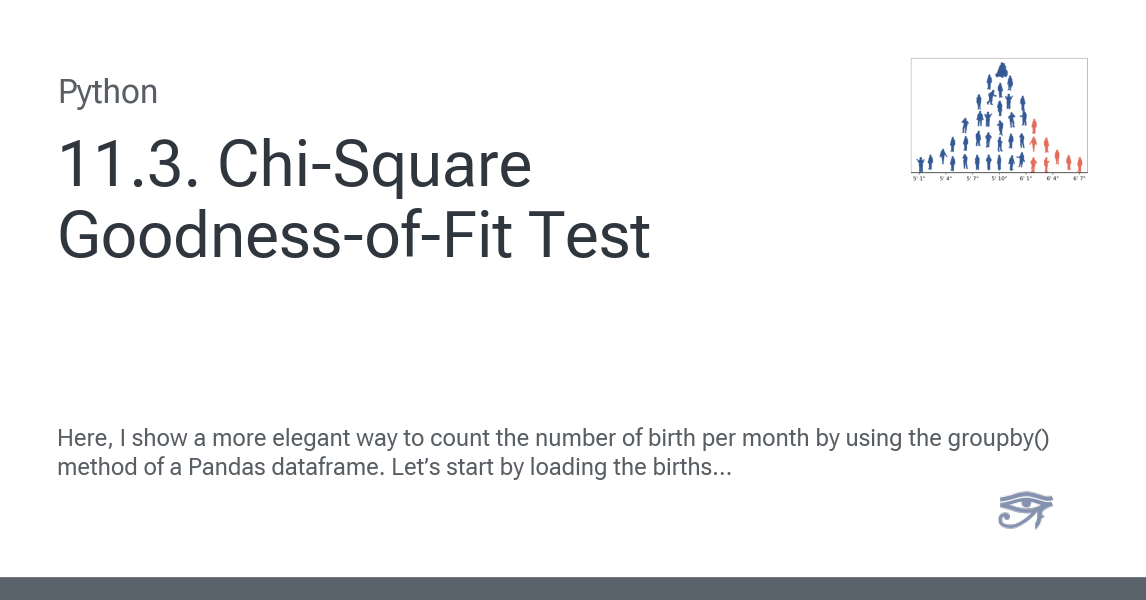 Python
11.3. Chi-Square
Goodness-of-Fit Test
5' 1" 5' 4" 5' 7" 5' 10" 6' 1" 6' 4" 6' 7"
Here, I show a more elegant way to count the number of birth per month by using the groupby()
method of a Pandas dataframe. Let’s start by loading the births...